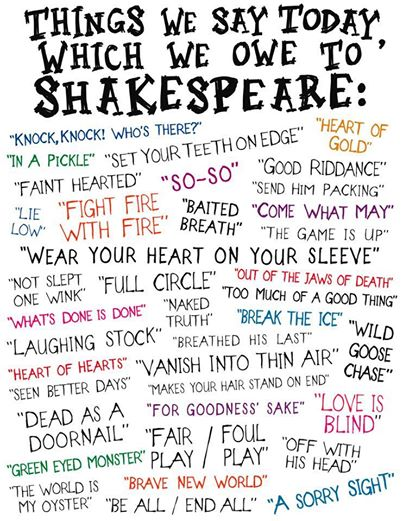 THINGS WE SAY TODAY,
WHICH WE OWE TO
SHAKESPEARE:
"KNOCK, KNOCK! WHO'S THERE?"
"HEART OF
GOLD"
"IN A PICKLE"
"SET YOUR TEETH ON EDGE"
"FAINT HEARTED"
"SO-SO"
"GOOD RIDDANCE"
"SEND HIM PACKING"
"LIE
LOW"
"FIGHT FIRE
WITH FIRE"
"BAITED
BREATH"
"COME WHAT MAY"
"THE GAME IS UP"
"WEAR YOUR HEART ON YOUR SLEEVE"
"NOT SLEPT
ONE WINK"
"FULL CIRCLE"
"OUT OF THE JAWS OF DEATH"
"TOO MUCH OF A GOOD THING"
"WHAT'S DONE IS DONE"
"NAKED
TRUTH"
"BREAK THE ICE"
"WILD
GOOSE
CHASE"
"LAUGHING STOCK"
"BREATHED HIS LAST"
"HEART OF HEARTS"
"VANISH INTO THIN AIR"
"SEEN BETTER DAYS"
"MAKES YOUR HAIR STAND ON END"
"DEAD AS A
DOORNAIL"
"FOR GOODNESS' SAKE"
"LOVE IS
BLIND"
"FAIR / FOUL
PLAY / PLAY"
"OFF WITH
HIS HEAD"
"GREEN EYED MONSTER"
"THE WORLD IS
MY OYSTER"
"BRAVE NEW WORLD"
"BE ALL / END ALL"
"A SORRY SIGHT"